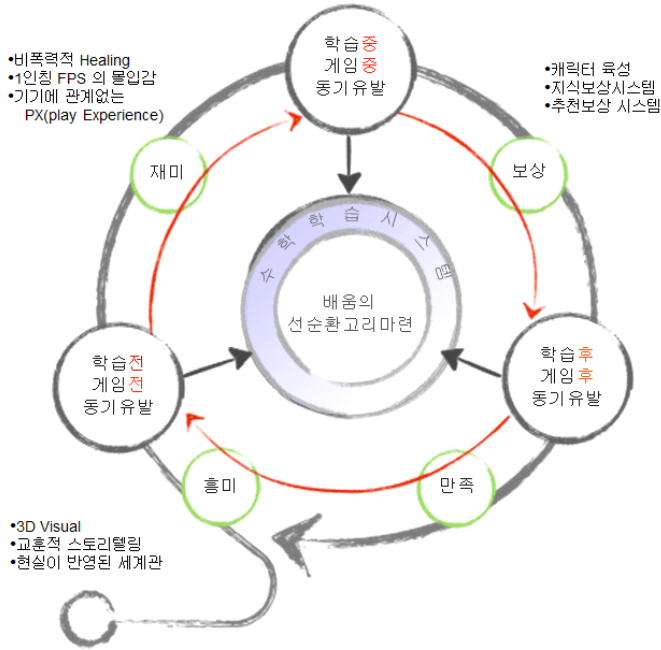 학습중
게임중
동기유발
•비폭력적 Healing
•1인칭 FPS 의 몰입감
•기기에 관계없는
PX(play Experience)
•캐릭터 육성
•지식보상시스템
•추천보상 시스템
재미
보상
수학학습시스템
배움의
선순환고리마련
학습전
게임전
동기유발
학습후
게임후
동기유발
흥미
만족
•3D Visual
•교훈적 스토리텔링
•현실이 반영된 세계관